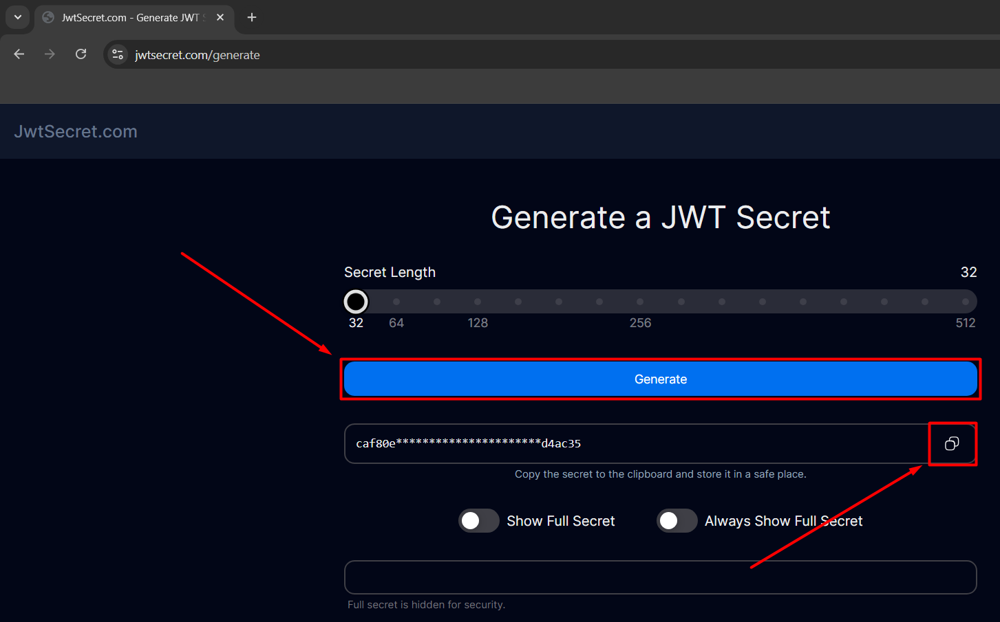 JwtSecret.com - Generate JWT S
jwtsecret.com/generate
JwtSecret.com
Generate a JWT Secret
Secret Length 32
32 64 128 256 512
Generate
caf80e**********************d4ac35
Copy the secret to the clipboard and store it in a safe place.
Show Full Secret Always Show Full Secret
Full secret is hidden for security.